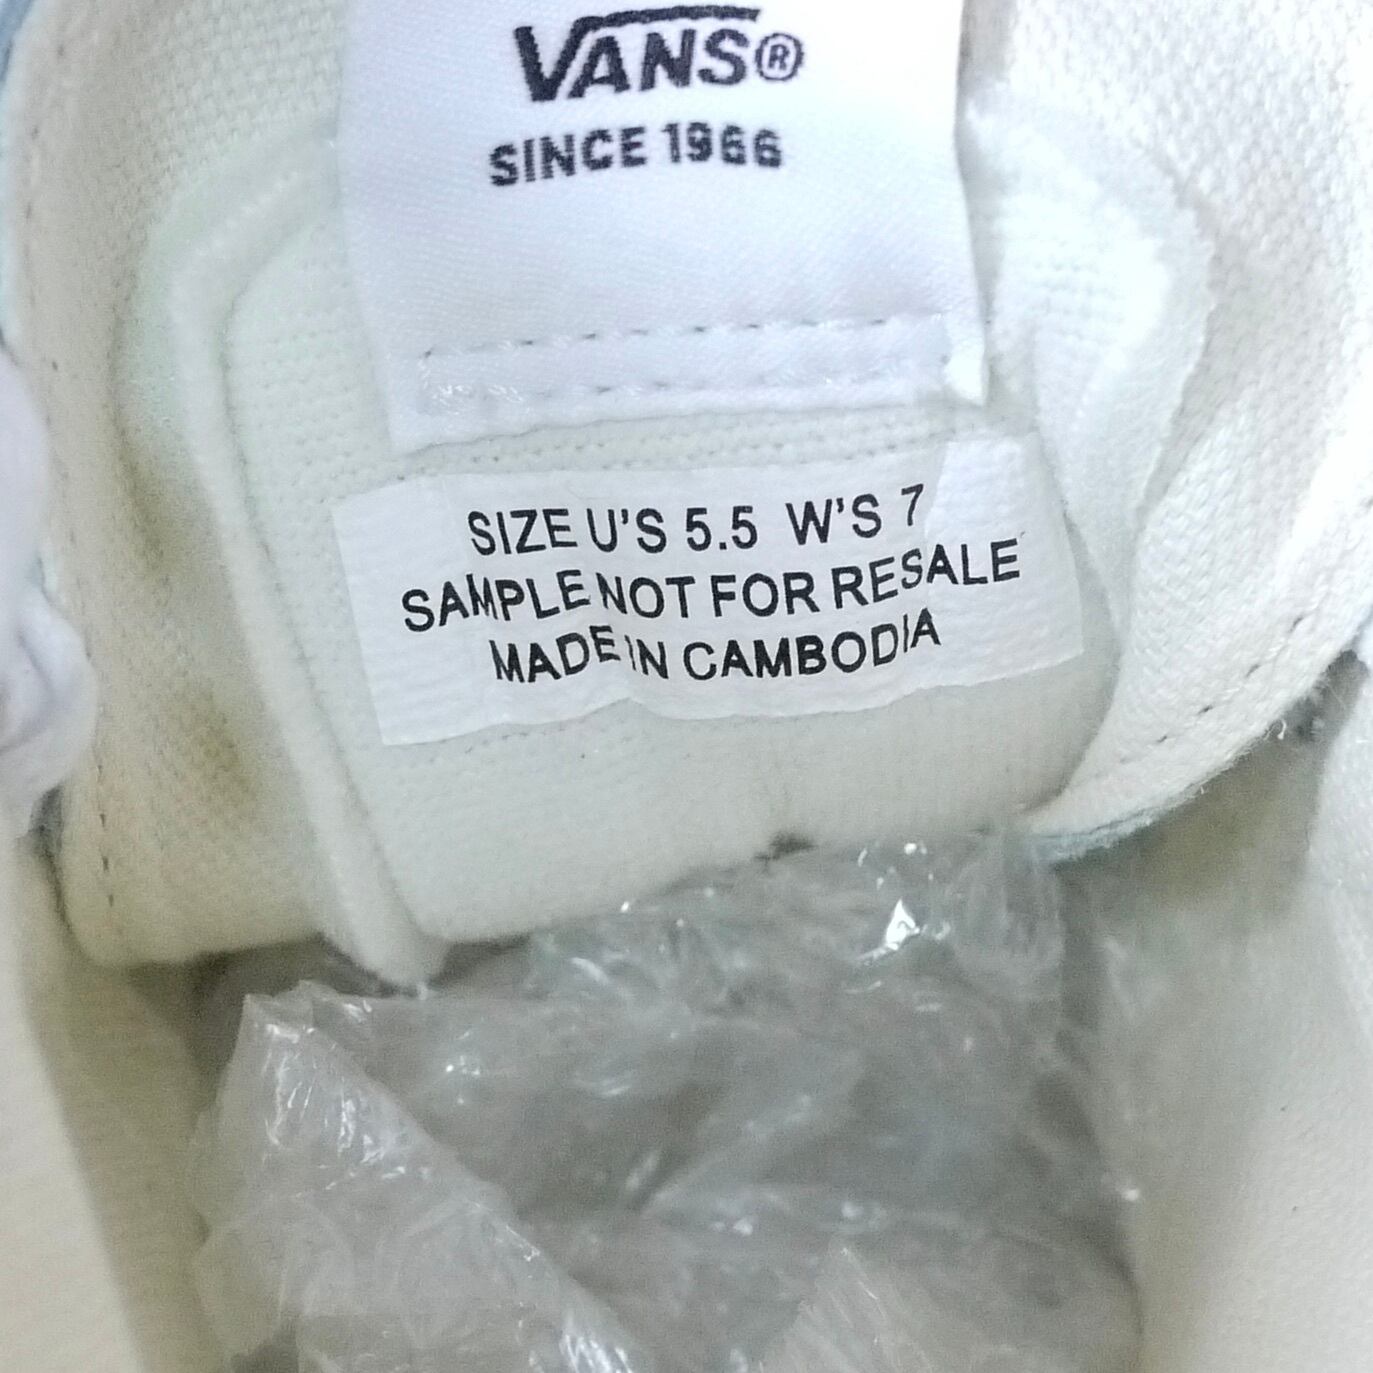 VANS®
SINCE 1966
SIZE U'S 5.5 W'S 7
SAMPLE NOT FOR RESALE
MADE IN CAMBODIA